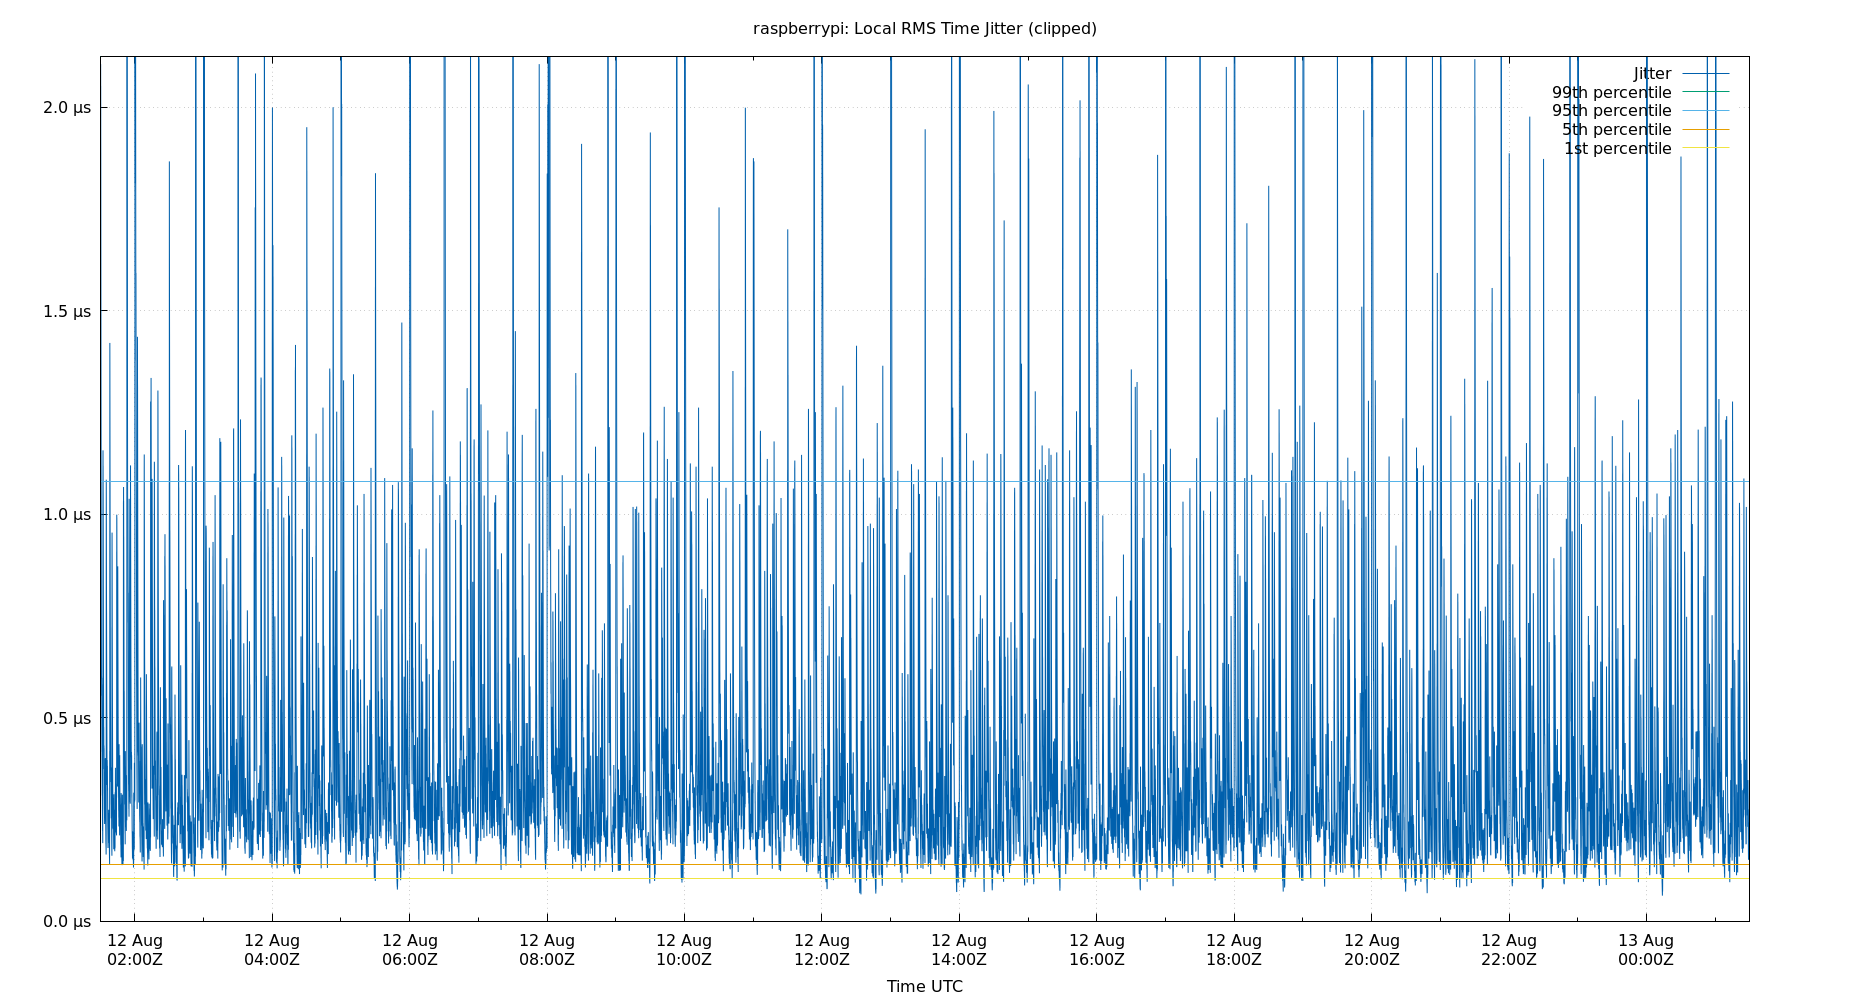 raspberrypi: Local RMS Time Jitter (clipped)
Jitter
99th percentile
95th percentile
5th percentile
1st percentile
2.0 µs
1.5 µs
1.0 µs
0.5 µs
0.0 µs
12 Aug 12 Aug 12 Aug 12 Aug 12 Aug 12 Aug 12 Aug 12 Aug 12 Aug 12 Aug 12 Aug 13 Aug
02:00Z 04:00Z 06:00Z 08:00Z 10:00Z 12:00Z 14:00Z 16:00Z 18:00Z 20:00Z 22:00Z 00:00Z
Time UTC